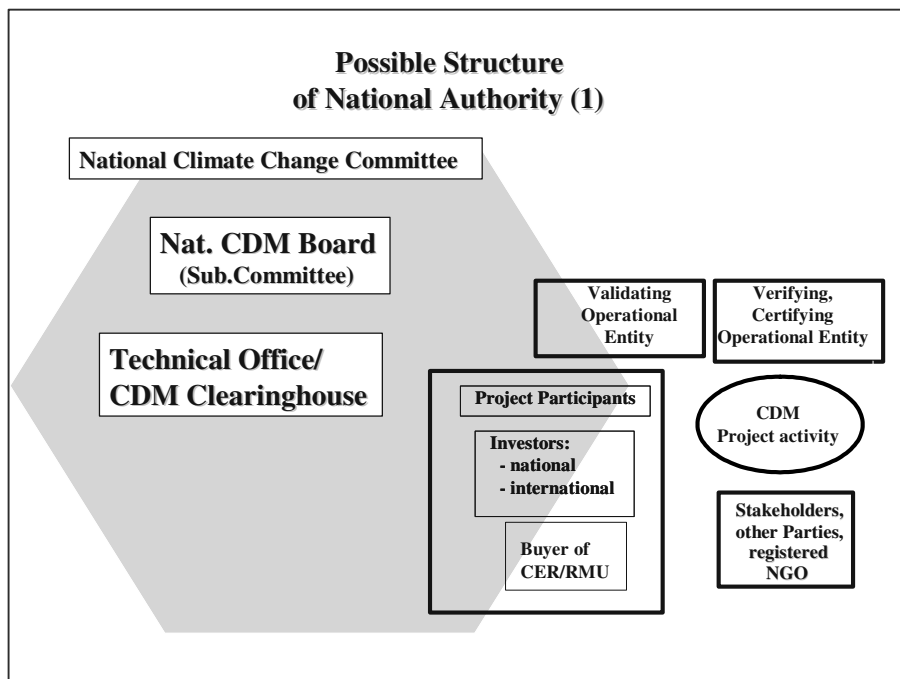 Possible Structure
of National Authority (1)
National Climate Change Committee
Nat. CDM Board
(Sub.Committee)
Technical Office/
CDM Clearinghouse
Validating
Operational
Entity
Verifying,
Certifying
Operational Entity
Project Participants
Investors:
- national
- international
Buyer of
CER/RMU
CDM
Project activity
Stakeholders,
other Parties,
registered
NGO